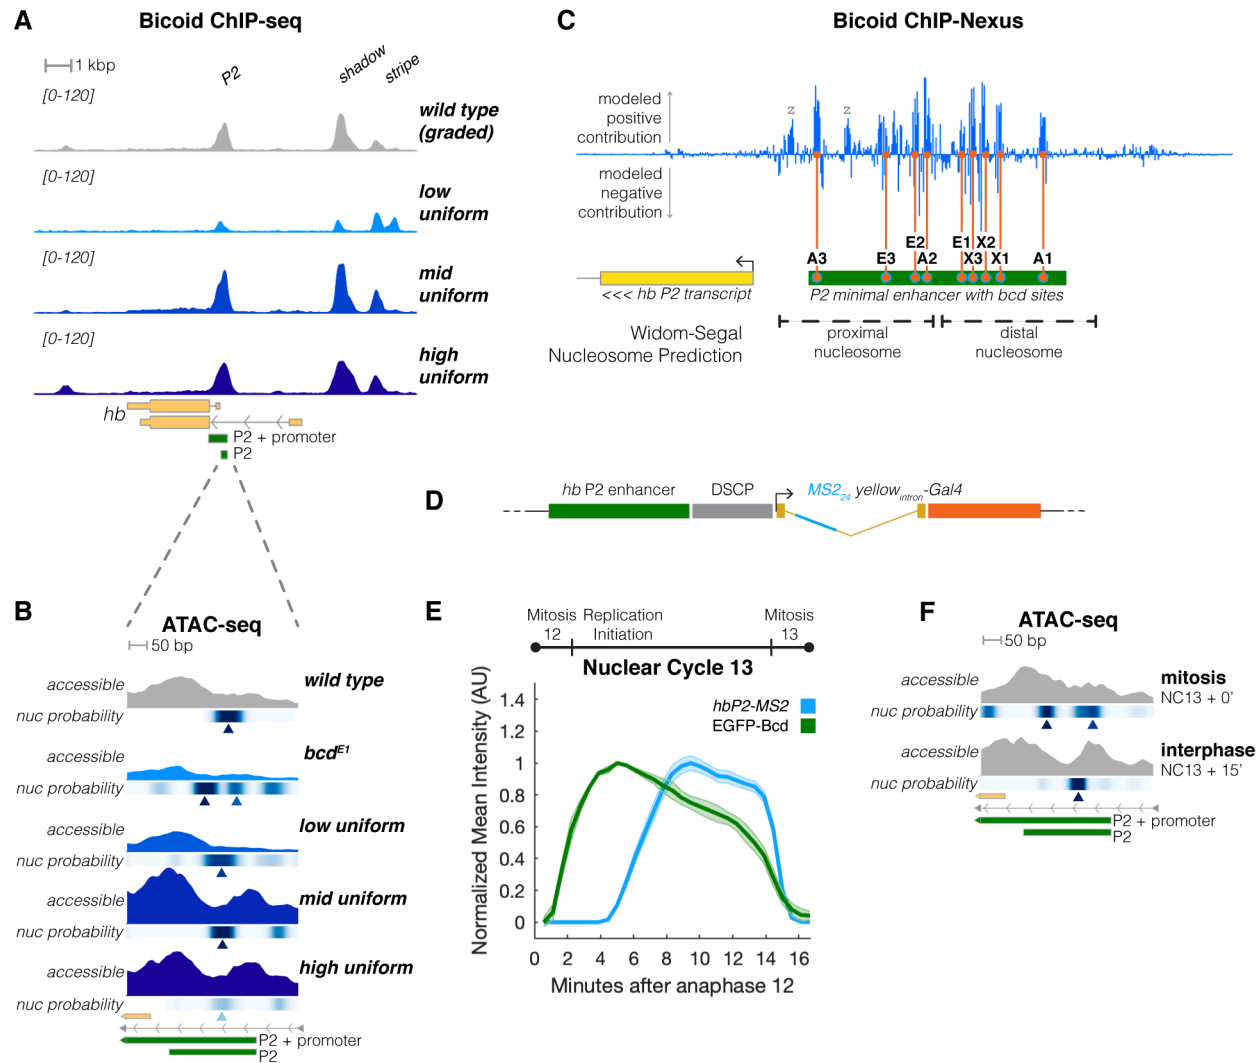 A
Bicoid ChIP-seq
1 kbp
P2
shadow
stripe
[0-120]
wild type
(graded)
[0-120]
low
uniform
[0-120]
mid
uniform
[0-120]
high
uniform
hb
P2 + promoter
P2
B
ATAC-seq
50 bp
accessible
wild type
nuc probability
accessible
bcdE1
nuc probability
accessible
low uniform
nuc probability
accessible
mid uniform
nuc probability
accessible
high uniform
nuc probability
P2 + promoter
P2
C
Bicoid ChIP-Nexus
modeled
positive
contribution
modeled
negative
contribution
z
z
E2
E1 X2
A3
E3
A2
X3
X1
A1
<<< hb P2 transcript
P2 minimal enhancer with bcd sites
Widom-Segal
Nucleosome Prediction
proximal
nucleosome
distal
nucleosome
D
hb P2 enhancer
DSCP
MS224 yellowintron-Gal4
E
Mitosis
12
Replication
Initiation
Mitosis
13
Nuclear Cycle 13
Normalized Mean Intensity (AU)
1.4
1.2
1
0.8
0.6
0.4
0.2
0
hbP2-MS2
EGFP-Bcd
0 2 4 6 8 10 12 14 16
Minutes after anaphase 12
F
ATAC-seq
50 bp
accessible
mitosis
nuc probability
NC13 + 0'
accessible
interphase
nuc probability
NC13 + 15'
P2 + promoter
P2